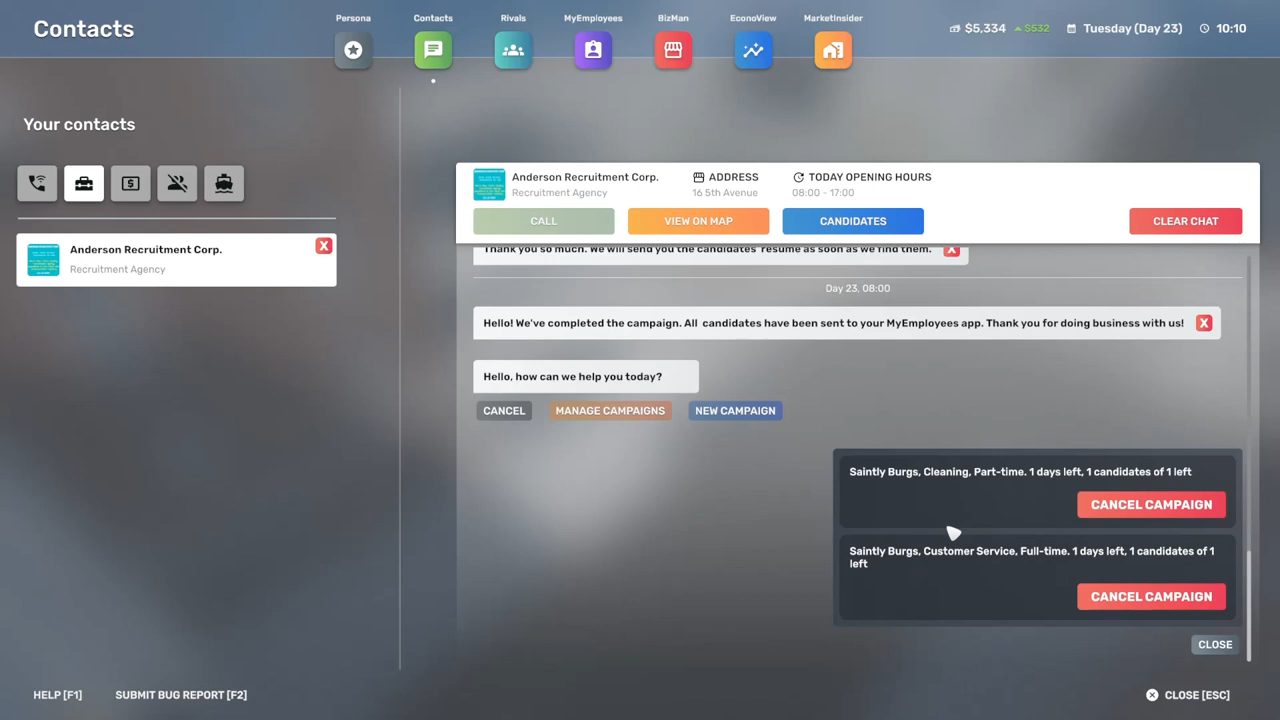 Contacts
Persona
Contacts
Rivals
MyEmployees
BizMan
EconoView
MarketInsider
$5,334 $532 Tuesday (Day 23) 10:10
Your contacts
Anderson Recruitment Corp.
Recruitment Agency
X
Anderson Recruitment Corp.
Recruitment Agency
ADDRESS
16 5th Avenue
TODAY OPENING HOURS
08:00 - 17:00
CALL
VIEW ON MAP
CANDIDATES
CLEAR CHAT
Thank you so much. We will send you the candidates' resume as soon as we find them. X
Day 23, 08:00
Hello! We've completed the campaign. All candidates have been sent to your MyEmployees app. Thank you for doing business with us! X
Hello, how can we help you today?
CANCEL
MANAGE CAMPAIGNS
NEW CAMPAIGN
Saintly Burgs, Cleaning, Part-time. 1 days left, 1 candidates of 1 left
CANCEL CAMPAIGN
Saintly Burgs, Customer Service, Full-time. 1 days left, 1 candidates of 1
left
CANCEL CAMPAIGN
CLOSE
HELP [F1]
SUBMIT BUG REPORT [F2]
CLOSE [ESC]